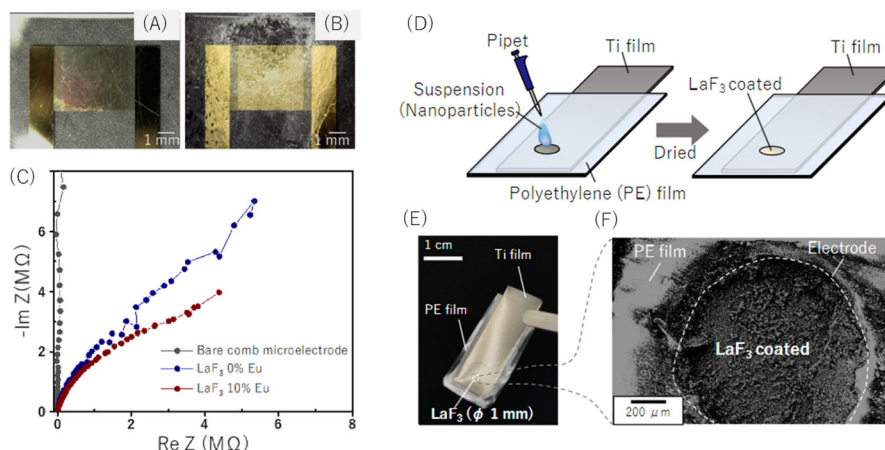 (A)
1 mm
(B)
1 mm
(C)
-Im Z(MΩ)
6
4
2
0
0
2
4
6
8
Re Z (MΩ)
Bare comb microelectrode
LaF₃ 0% Eu
LaF₃ 10% Eu
(D)
Pipet
Suspension
(Nanoparticles)
Ti film
Dried
Polyethylene (PE) film
LaF₃ coated
Ti film
(E)
1 cm
Ti film
PE film
LaF₃ (ϕ 1 mm)
(F)
PE film
Electrode
LaF₃ coated
200 μm